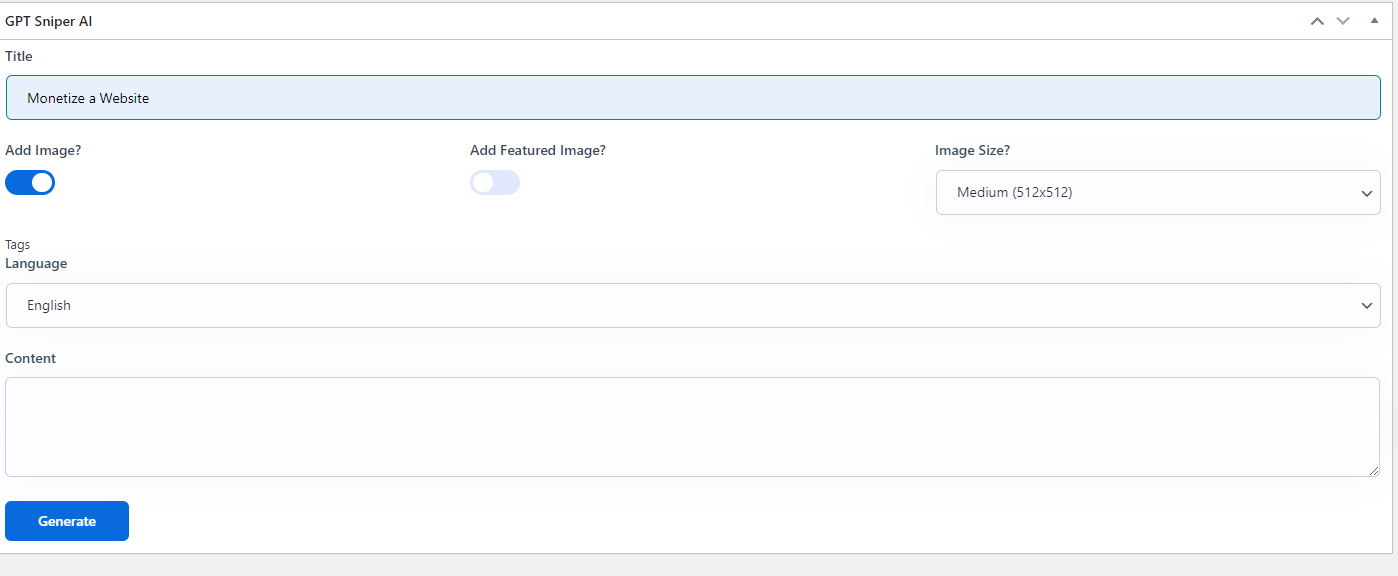 GPT Sniper AI
Title
Monetize a Website
Add Image? Add Featured Image? Image Size?
Medium (512x512)
Tags
Language
English
Content
Generate